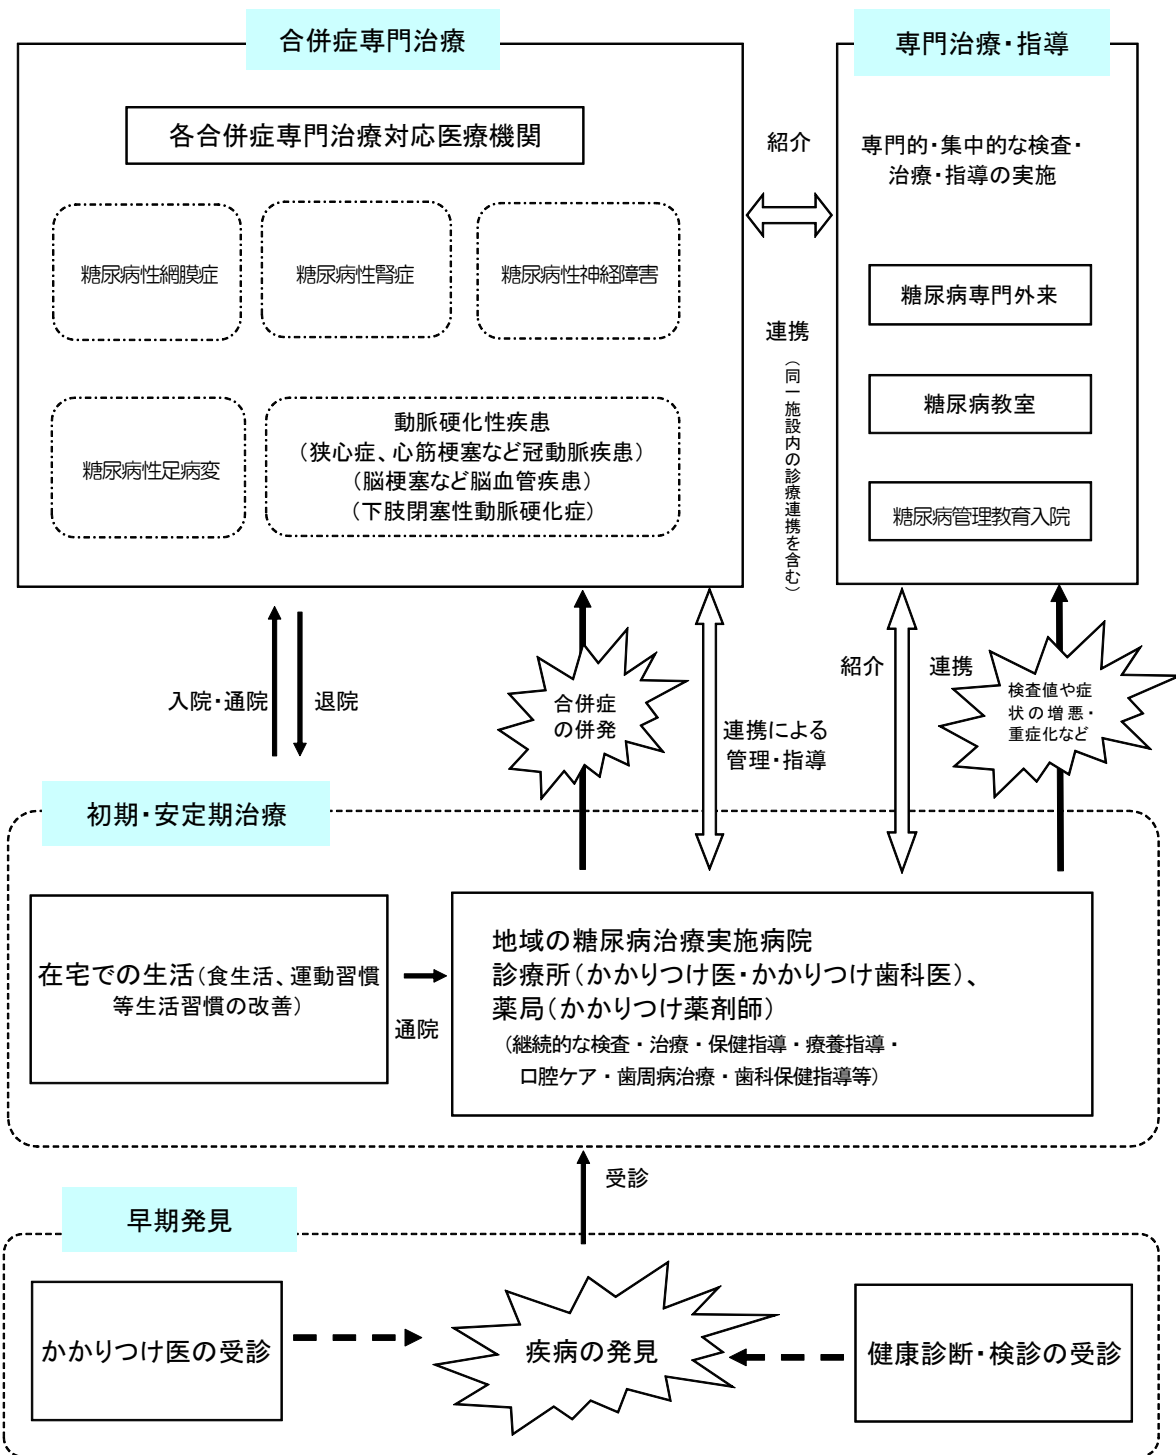 合併症専門治療
各合併症専門治療対応医療機関
糖尿病性網膜症
糖尿病性腎症
糖尿病性神経障害
糖尿病性足病変
動脈硬化性疾患
（狭心症、心筋梗塞など冠動脈疾患）
（脳梗塞など脳血管疾患）
（下肢閉塞性動脈硬化症）
紹介
連携
（同一施設内の診療連携を含む）
専門治療・指導
専門的・集中的な検査・
治療・指導の実施
糖尿病専門外来
糖尿病教室
糖尿病管理教育入院
入院・通院
退院
合併症
の併発
連携による
管理・指導
紹介
連携
検査値や症
状の増悪・
重症化など
初期・安定期治療
在宅での生活（食生活、運動習慣
等生活習慣の改善）
通院
地域の糖尿病治療実施病院
診療所（かかりつけ医・かかりつけ歯科医）、
薬局（かかりつけ薬剤師）
（継続的な検査・治療・保健指導・療養指導・
口腔ケア・歯周病治療・歯科保健指導等）
受診
早期発見
かかりつけ医の受診
疾病の発見
健康診断・検診の受診